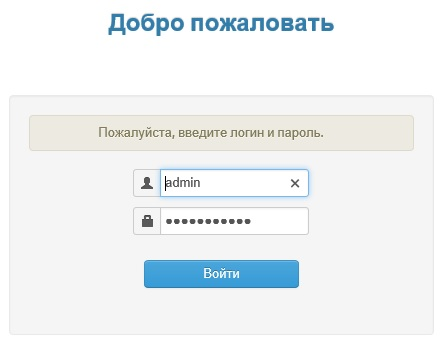 Добро пожаловать
Пожалуйста, введите логин и пароль.
admin
•••••••••••
Войти